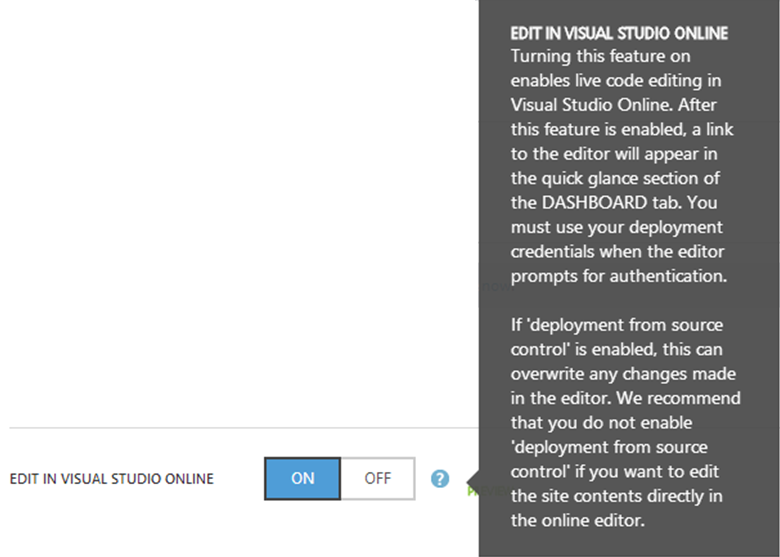 EDIT IN VISUAL STUDIO ONLINE
Turning this feature on
enables live code editing in
Visual Studio Online. After
this feature is enabled, a link
to the editor will appear in
the quick glance section of
the DASHBOARD tab. You
must use your deployment
credentials when the editor
prompts for authentication.
If 'deployment from source
control' is enabled, this can
overwrite any changes made
in the editor. We recommend
that you do not enable
'deployment from source
control' if you want to edit
the site contents directly in
the online editor.
EDIT IN VISUAL STUDIO ONLINE
ON
OFF
?